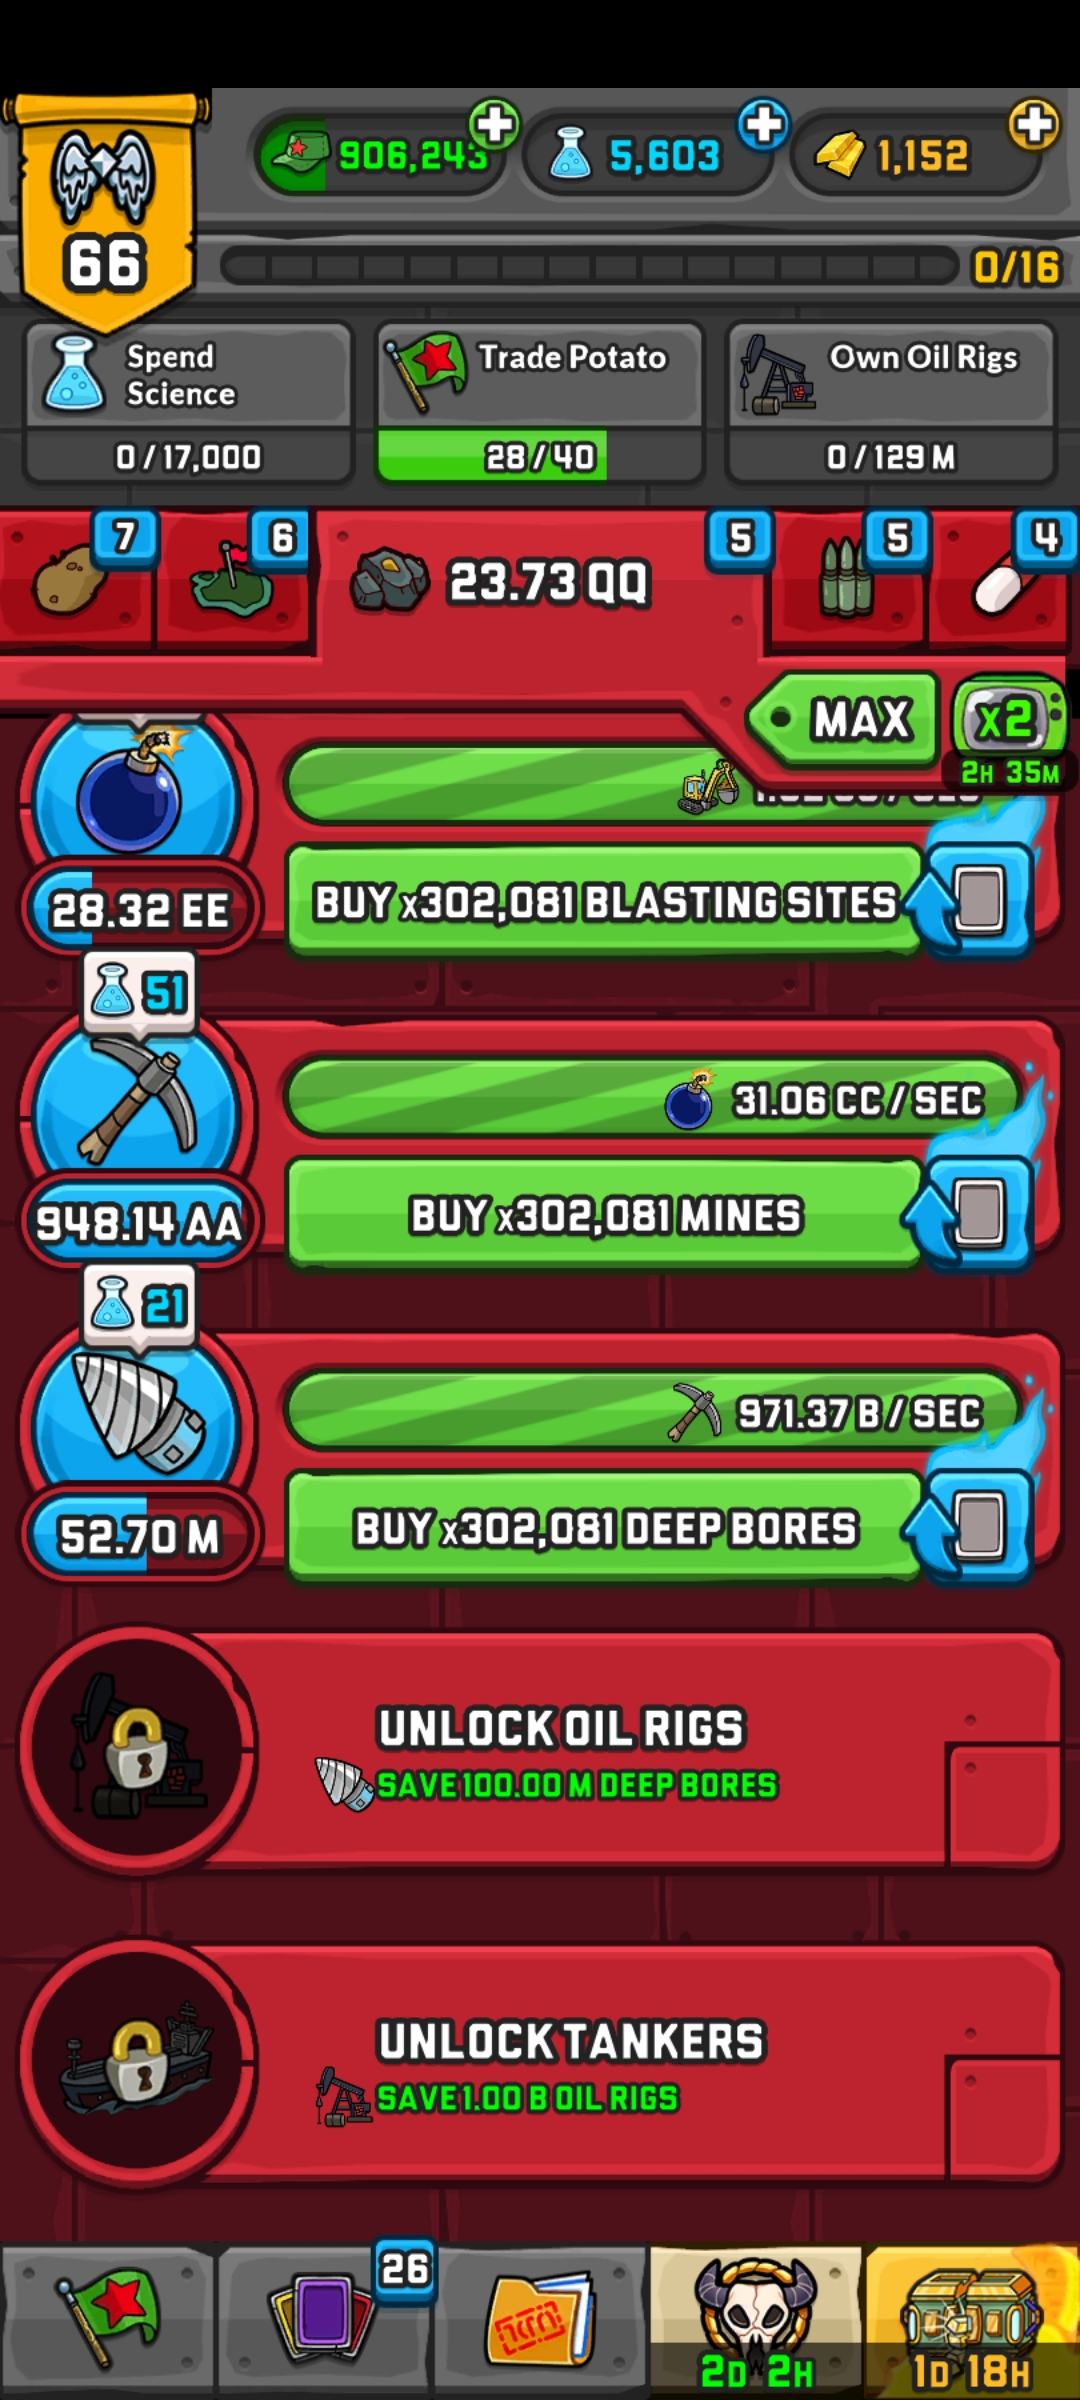 906,243
5,603
1,152
66
0/16
Spend
Science
0 / 17,000
Trade Potato
28 / 40
Own Oil Rigs
0 / 129 M
7
6
23.73 QQ
5
5
4
MAX
x2
2H 35M
28.32 EE
BUY x302,081 BLASTING SITES
51
31.06 CC / SEC
948.14 AA
BUY x302,081 MINES
21
971.37 B / SEC
52.70 M
BUY x302,081 DEEP BORES
UNLOCK OIL RIGS
SAVE 100.00 M DEEP BORES
UNLOCK TANKERS
SAVE 1.00 B OIL RIGS
26
2D 2H
1D 18H